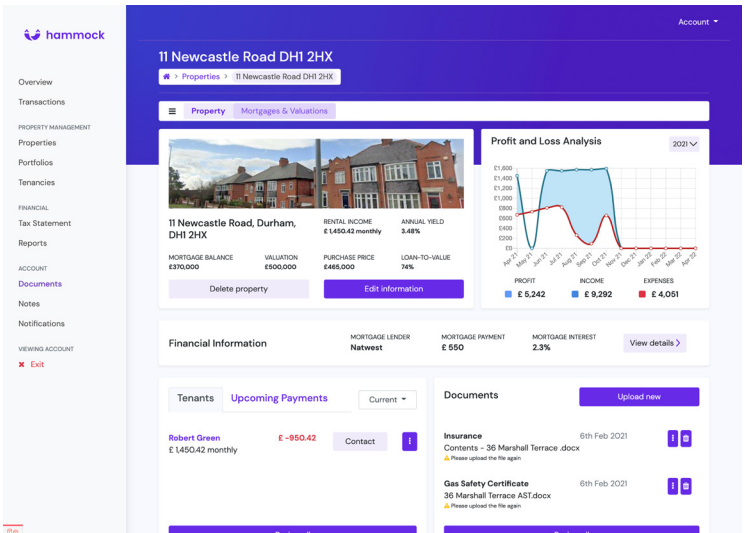 hammock
Account
Overview
Transactions
PROPERTY MANAGEMENT
Properties
Portfolios
Tenancies
FINANCIAL
Tax Statement
Reports
ACCOUNT
Documents
Notes
Notifications
VIEWING ACCOUNT
Exit
11 Newcastle Road DH1 2HX
> Properties > 11 Newcastle Road DH1 2HX
Property Mortgages & Valuations
11 Newcastle Road, Durham,
DH1 2HX
RENTAL INCOME
£ 1,450.42 monthly
ANNUAL YIELD
3.48%
MORTGAGE BALANCE
£370,000
VALUATION
£500,000
PURCHASE PRICE
£465,000
LOAN-TO-VALUE
74%
Delete property
Edit information
Profit and Loss Analysis
2021
£1,600
£1,400
£1,200
£1,000
£800
£600
£400
£200
£0
Apr 21 May 21 Jun 21 Jul 21 Aug 21 Sep 21 Oct 21 Nov 21 Dec 21 Jan 22 Feb 22 Mar 22 Apr 22
PROFIT
£ 5,242
INCOME
£ 9,292
EXPENSES
£ 4,051
Financial Information
MORTGAGE LENDER
Natwest
MORTGAGE PAYMENT
£ 550
MORTGAGE INTEREST
2.3%
View details >
Tenants Upcoming Payments Current
Robert Green
£ 1,450.42 monthly
£ -950.42
Contact
Documents
Upload new
Insurance 6th Feb 2021
Contents - 36 Marshall Terrace .docx
Please upload the file again
Gas Safety Certificate 6th Feb 2021
36 Marshall Terrace AST.docx
Please upload the file again